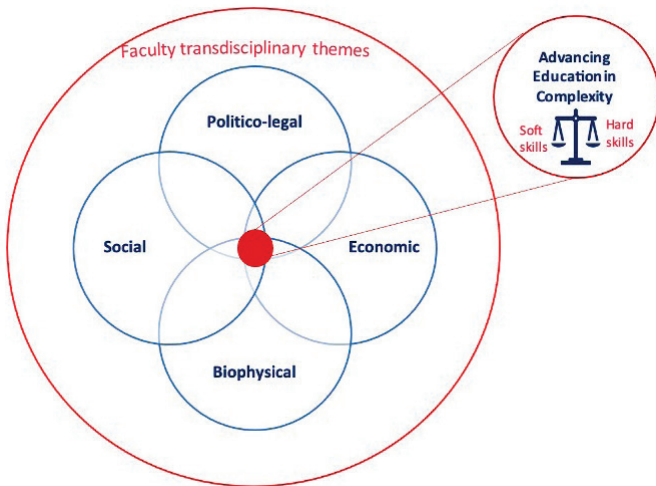 Faculty transdisciplinary themes
Politico-legal
Social
Economic
Biophysical
Advancing
Education in
Complexity
Soft
skills
Hard
skills